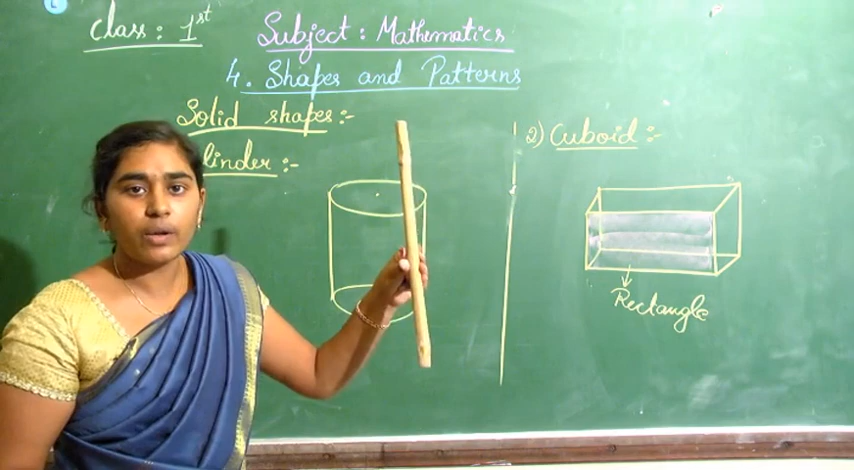 Class : 1st
Subject : Mathematics
4. Shapes and Patterns
Solid shapes :-
linder :-
2) Cuboid :-
Rectangle